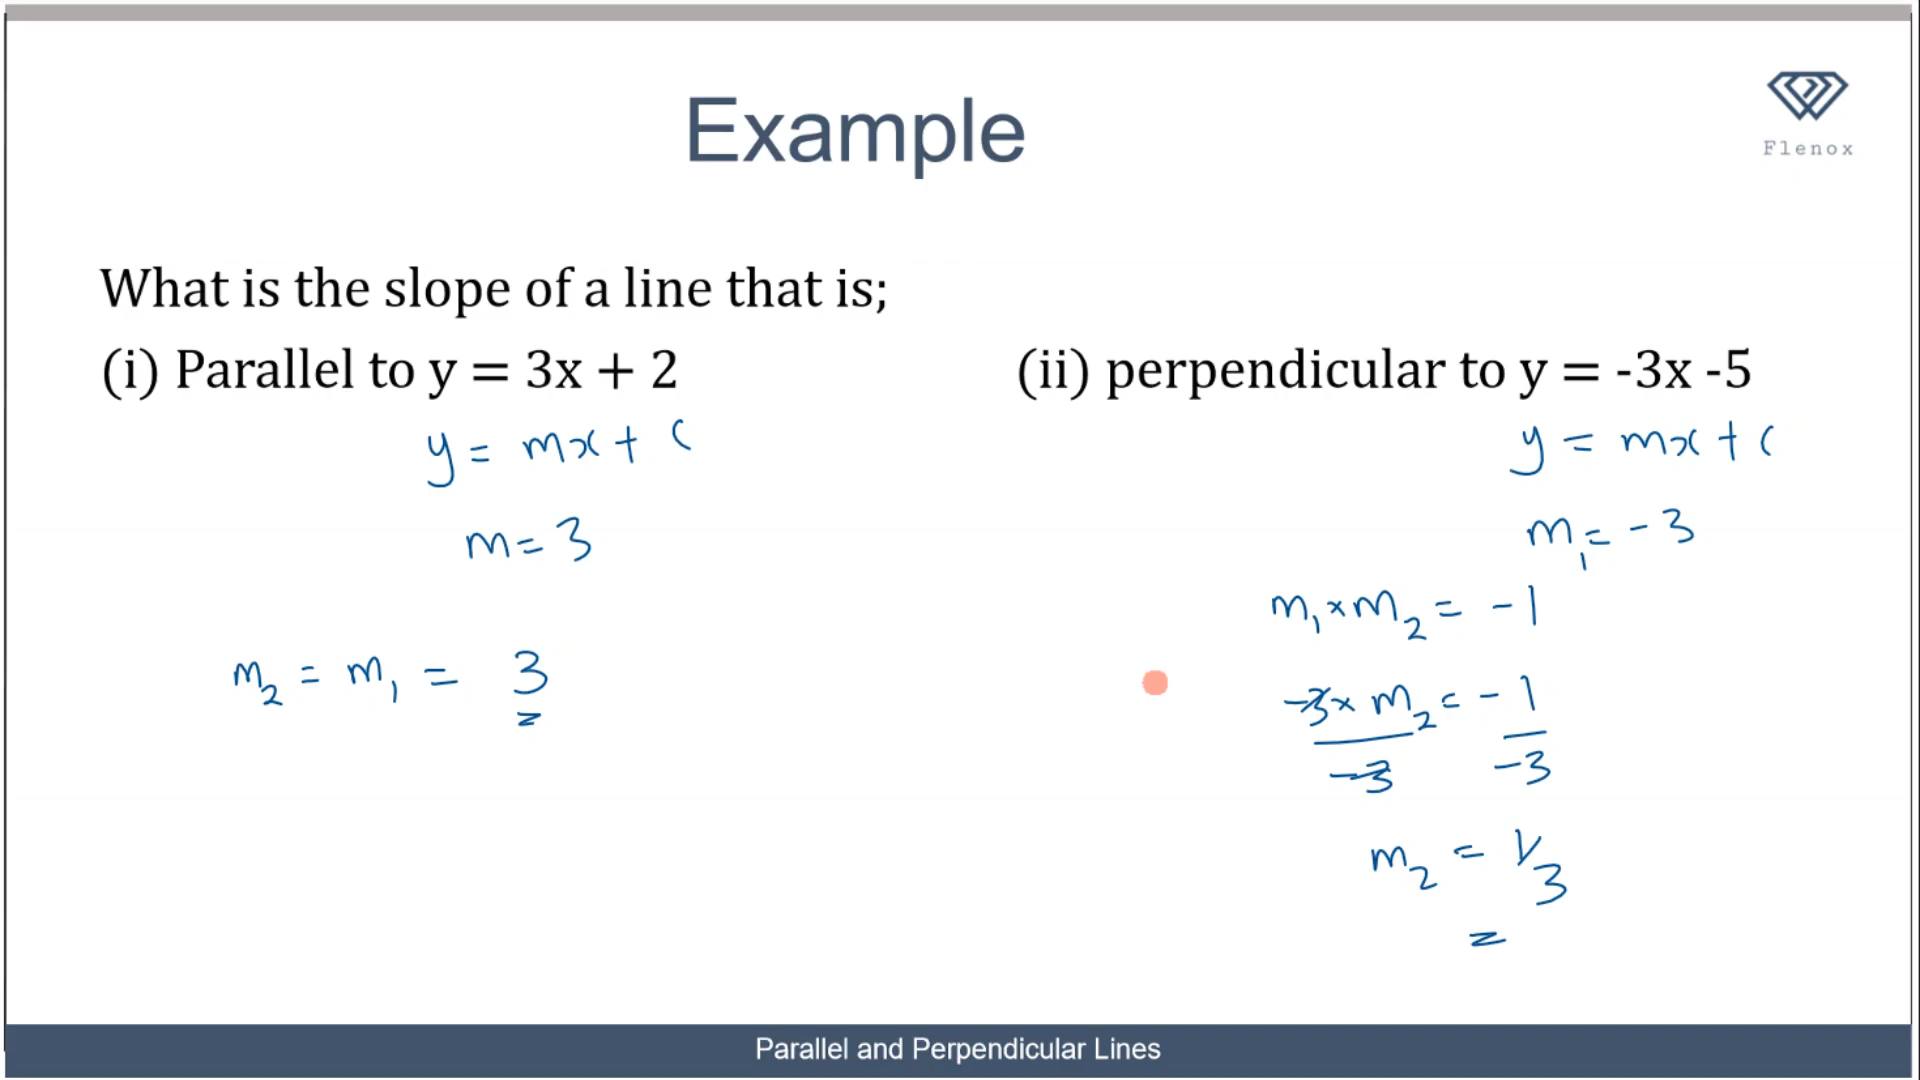 Example
Flenox
What is the slope of a line that is;
(i) Parallel to y = 3x + 2
y = mx + c
m = 3
m₂ = m₁ = 3
(ii) perpendicular to y = -3x -5
y = mx + c
m₁ = -3
m₁ × m₂ = -1
-3 × m₂ = -1
-3 -3
m₂ = 1/3
Parallel and Perpendicular Lines